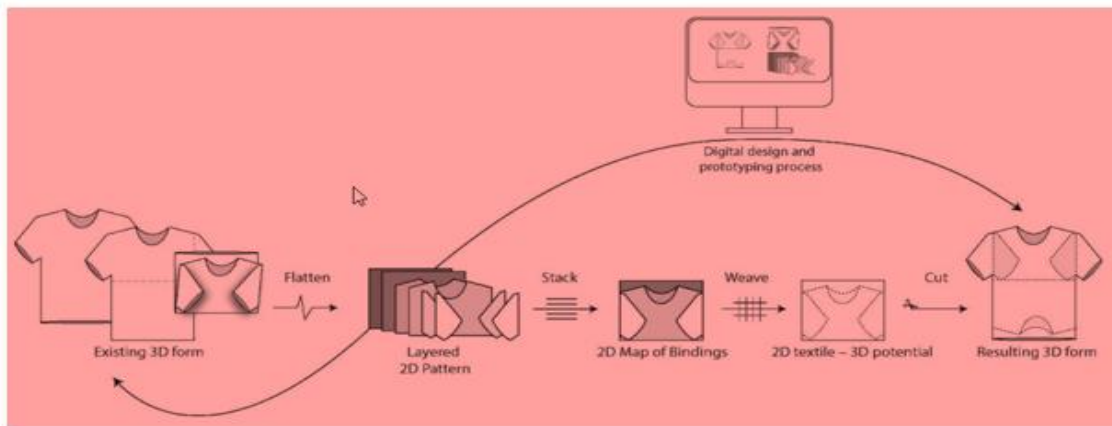 Digital design and
prototyping process
Flatten
Stack
Weave
Cut
Existing 3D form
Layered
2D Pattern
2D Map of Bindings
2D textile – 3D potential
Resulting 3D form